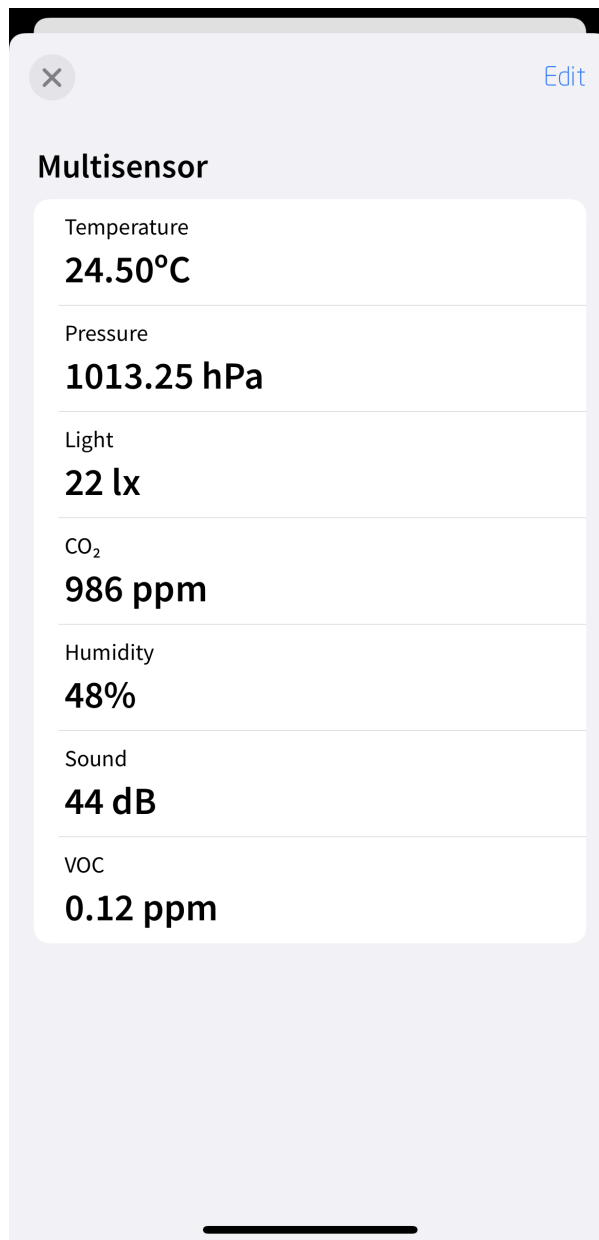 Edit
Multisensor
Temperature
24.50ºC
Pressure
1013.25 hPa
Light
22 lx
CO₂
986 ppm
Humidity
48%
Sound
44 dB
VOC
0.12 ppm